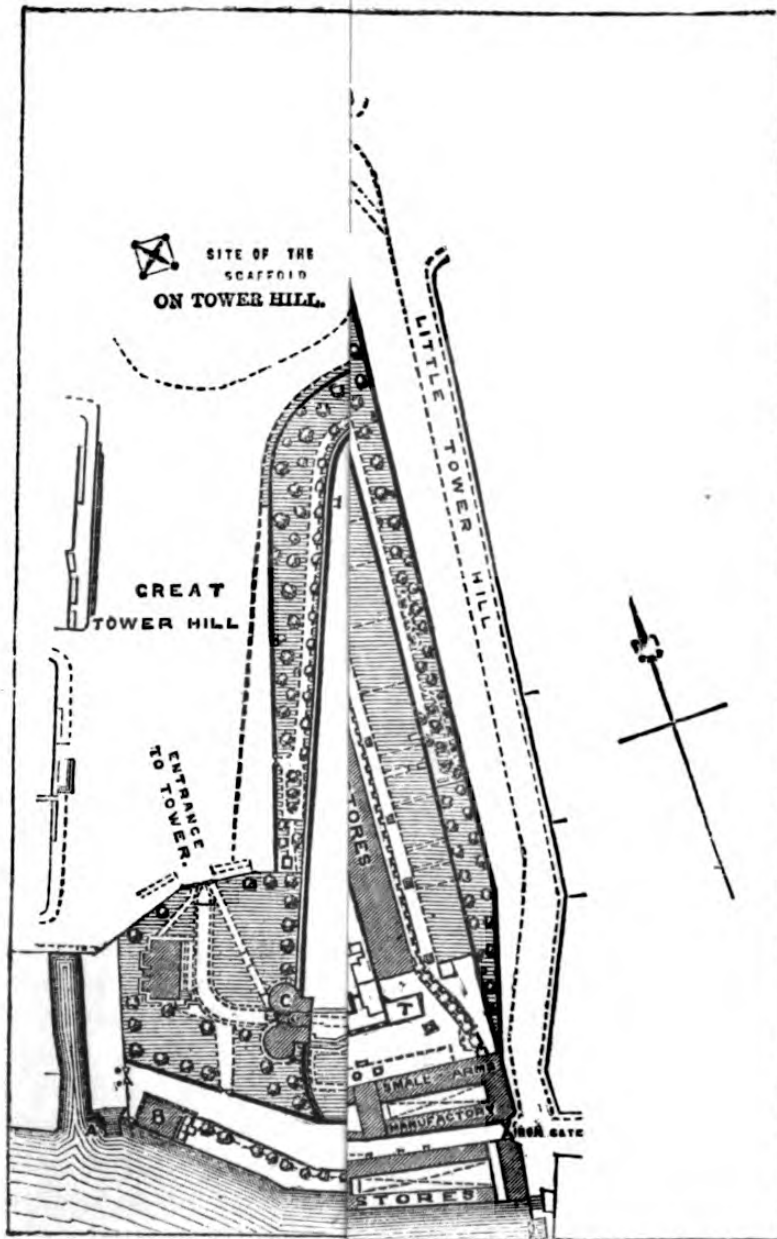 SITE OF THE
SCAFFOLD
ON TOWER HILL.
LITTLE TOWER HILL
GREAT
TOWER HILL
ENTRANCE
TO TOWER.
TORES
C
T
SMALL ARMS
MANUFACTORY
IRON GATE
B
A
STORES